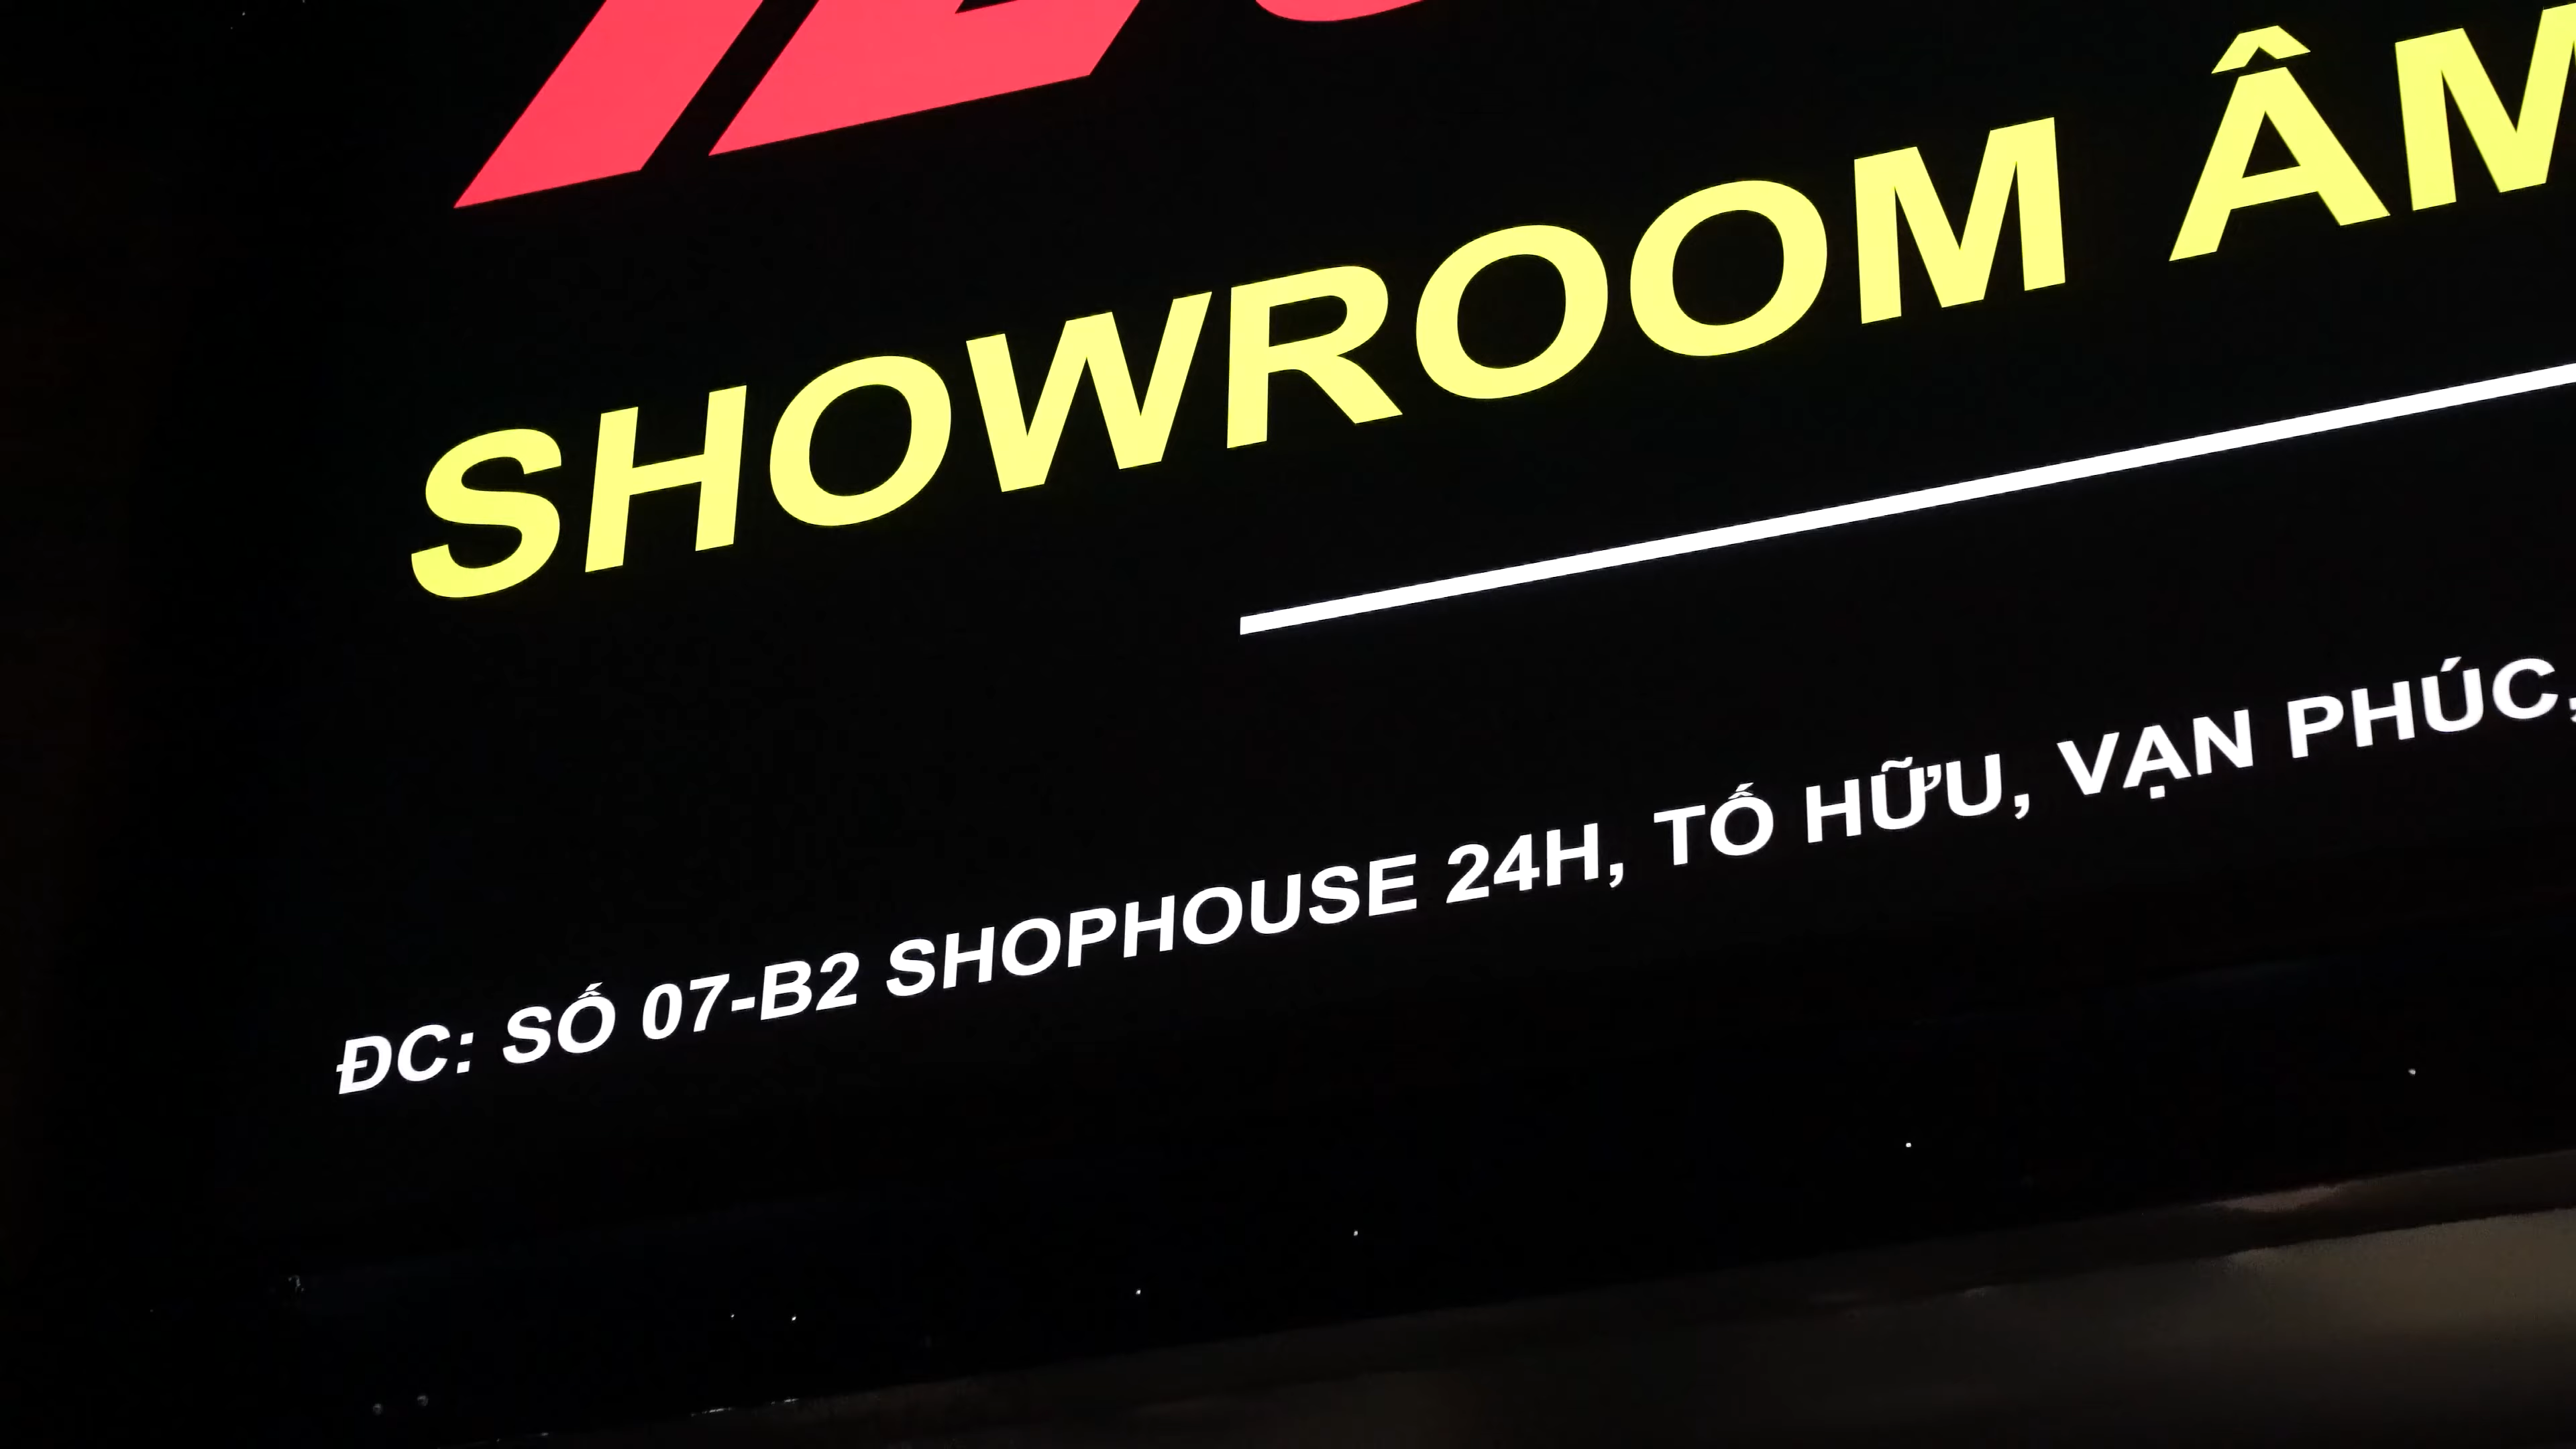 SHOWROOM ÂM
ĐC: SỐ 07-B2 SHOPHOUSE 24H, TỐ HỮU, VẠN PHÚC,